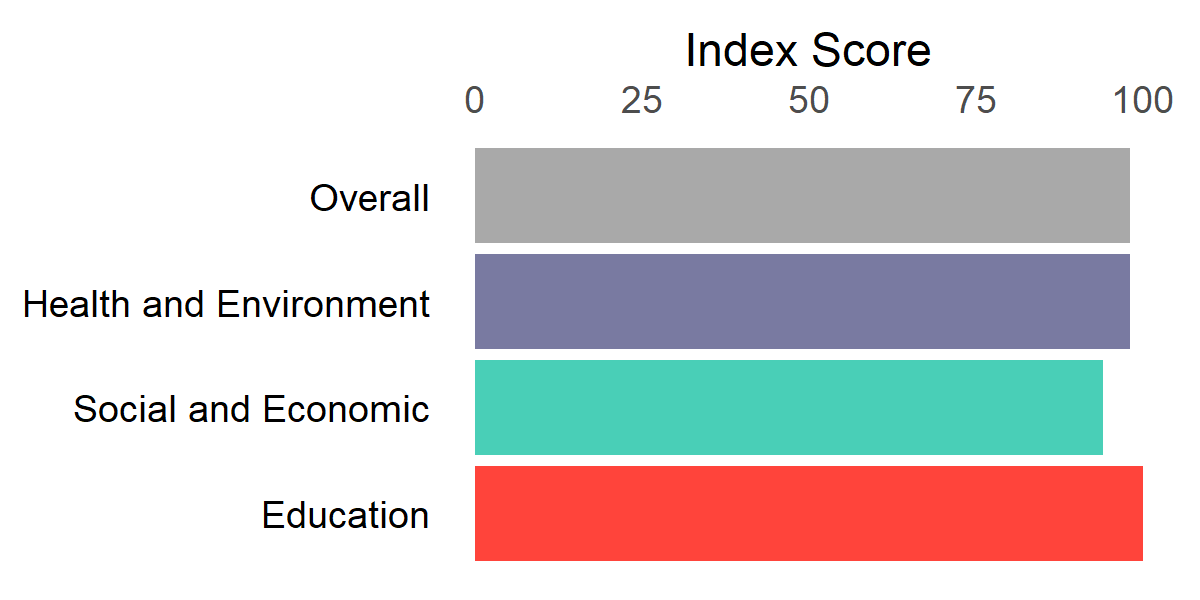 Index Score
0 25 50 75 100
Overall
Health and Environment
Social and Economic
Education